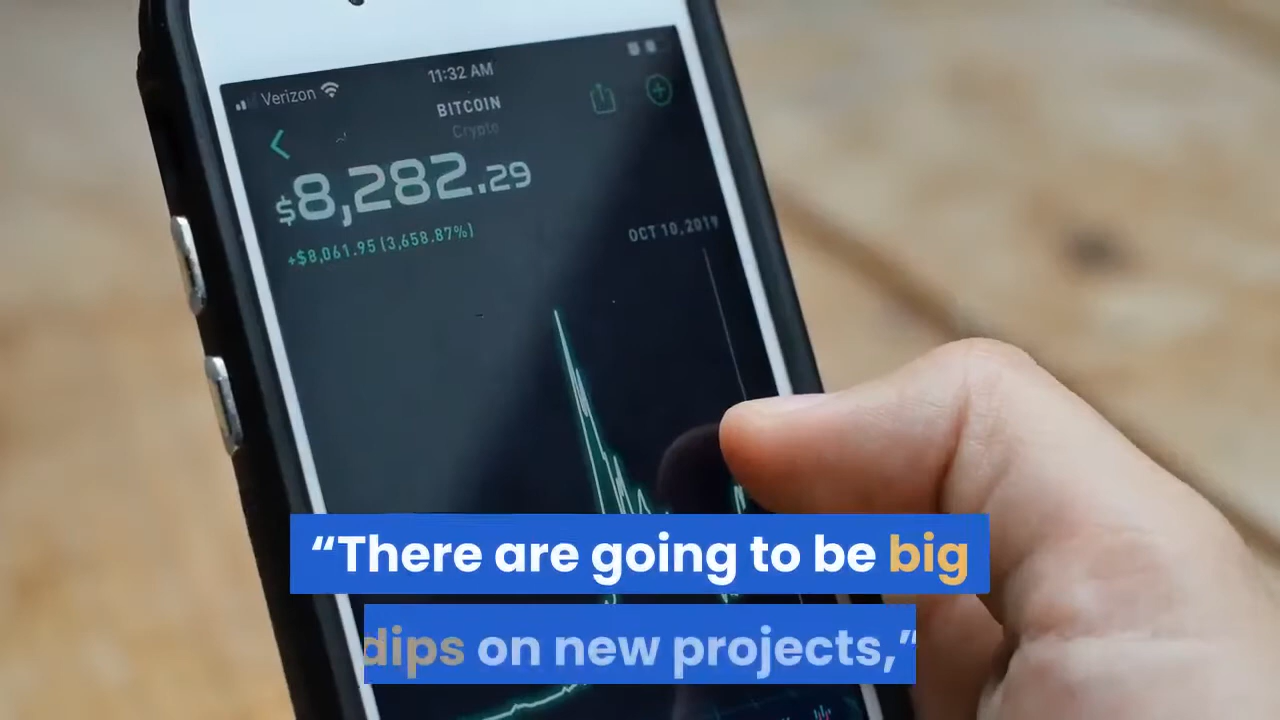 Verizon
11:32 AM
BITCOIN
Crypto
$8,282.29
+$8,061.95 (3,658.87%)
OCT 10, 2019
“There are going to be big
dips on new projects,”